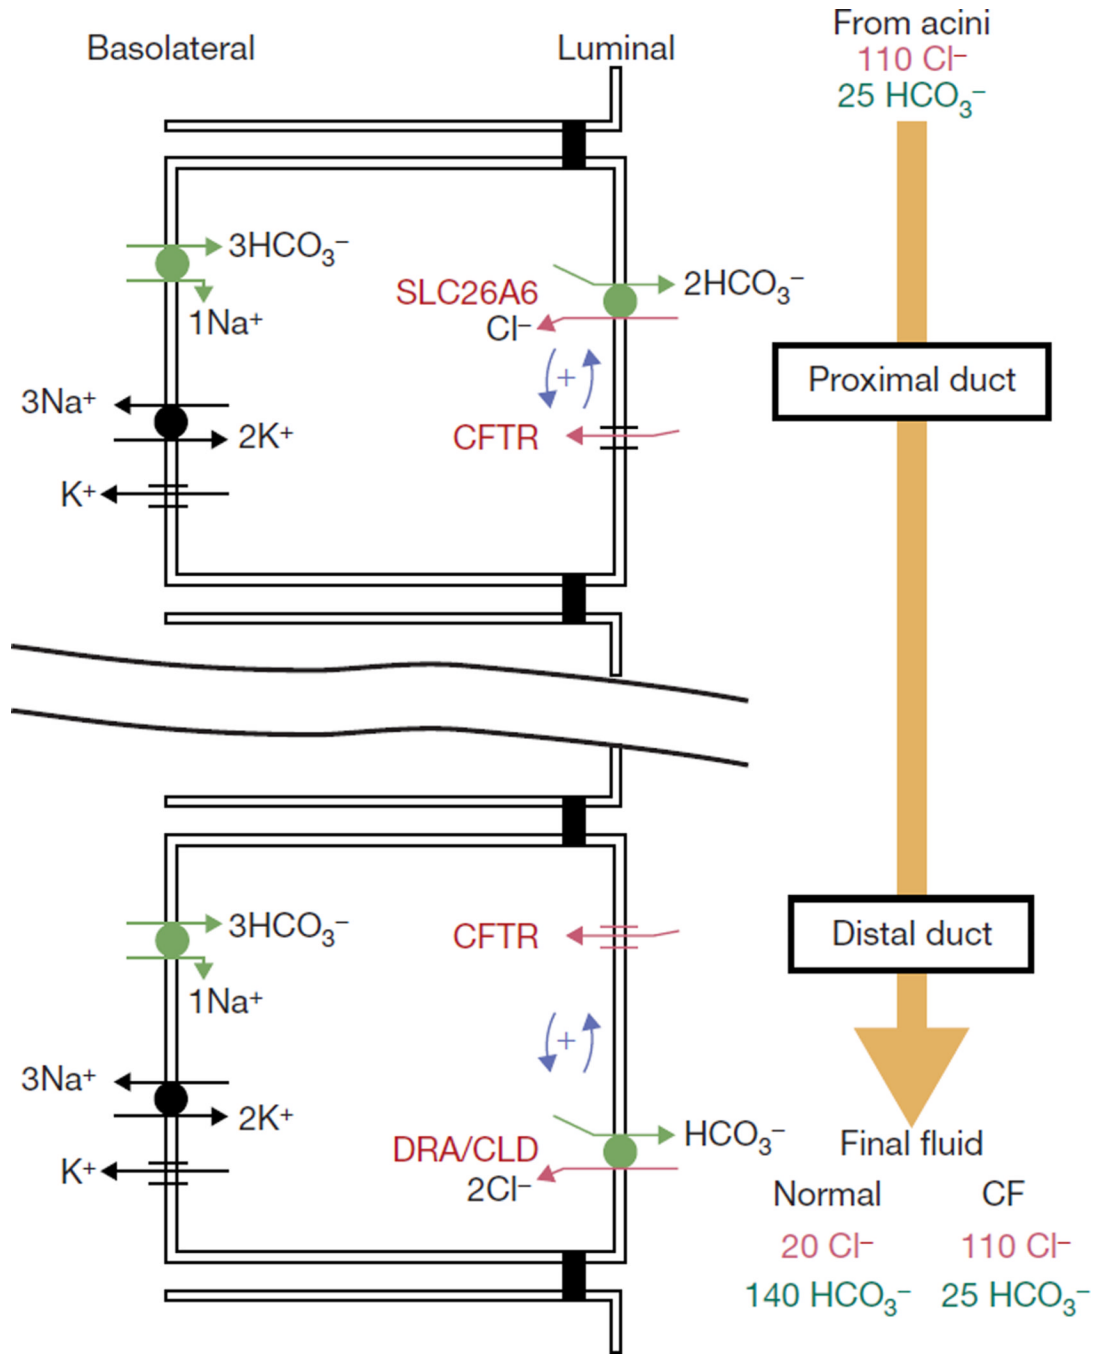 Basolateral
Luminal
From acini
110 Cl⁻
25 HCO₃⁻
3HCO₃⁻
1Na⁺
SLC26A6
Cl⁻
2HCO₃⁻
(+)
Proximal duct
3Na⁺
2K⁺
K⁺
CFTR
3HCO₃⁻
1Na⁺
CFTR
Distal duct
(+)
3Na⁺
2K⁺
K⁺
DRA/CLD
2Cl⁻
HCO₃⁻
Final fluid
Normal
CF
20 Cl⁻
110 Cl⁻
140 HCO₃⁻
25 HCO₃⁻